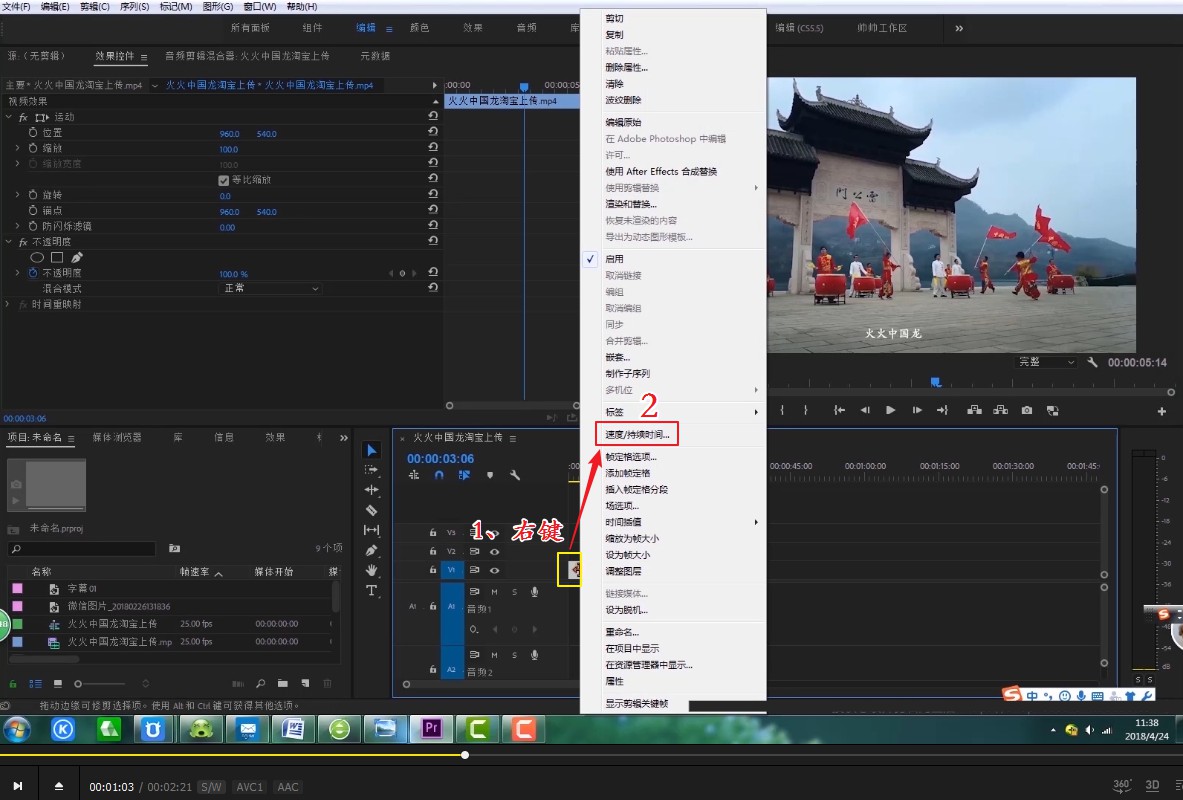 文件(F) 编辑(E) 剪辑(C) 序列(S) 标记(M) 图形(G) 窗口(W) 帮助(H)
所有面板 组件 编辑 颜色 效果 音频 库 编辑 (CS5.5) 帅帅工作区
源:（无剪辑） 效果控件 音频剪辑混合器: 火火中国龙淘宝上传 元数据
主要 * 火火中国龙淘宝上传.mp4 火火中国龙淘宝上传 * 火火中国龙淘宝上传.mp4
:00:00 00:00:05
视频效果
火火中国龙淘宝上传.mp4
fx 运动
位置 960.0 540.0
缩放 100.0
缩放宽度 100.0
等比缩放
旋转 0.0
锚点 960.0 540.0
防闪烁滤镜 0.00
fx 不透明度
不透明度 100.0 %
混合模式 正常
fx 时间重映射
00:00:03:06
剪切
复制
粘贴属性...
删除属性...
清除
波纹删除
编辑原始
在 Adobe Photoshop 中编辑
许可...
使用 After Effects 合成替换
使用剪辑替换
渲染和替换...
恢复未渲染的内容
导出为动态图形模板...
启用
取消链接
编组
取消编组
同步
合并剪辑...
嵌套...
制作子序列
多机位
标签
2
速度/持续时间...
帧定格选项...
添加帧定格
插入帧定格分段
场选项...
时间插值
缩放为帧大小
设为帧大小
调整图层
链接媒体...
设为脱机...
重命名...
在项目中显示
在资源管理器中显示...
属性
显示剪辑关键帧
門公雲
火火中国龙
完整 00:00:05:14
项目: 未命名 媒体浏览器 库 信息 效果
未命名.prproj
9 个项
名称 帧速率 媒体开始 媒
字幕 01
微信图片_20180226131836
火火中国龙淘宝上传 25.00 fps 00:00:00:00
火火中国龙淘宝上传.mp 25.00 fps 00:00:00:00
火火中国龙淘宝上传
00:00:03:06
:00 00:00:45:00 00:01:00:00 00:01:15:00 00:01:30:00 00:01:45:
1、右键
V3
V2
V1
A1 A1 M S
音频1
A2 M S
音频2
0
-6
-12
-18
-24
-30
-36
-54
dB
S S
中
拖动边缘可修剪选择项。使用 Alt 和 Ctrl 键可获得其他选项。
Pr
11:38
2018/4/24
00:01:03 / 00:02:21 S/W AVC1 AAC 360° 3D